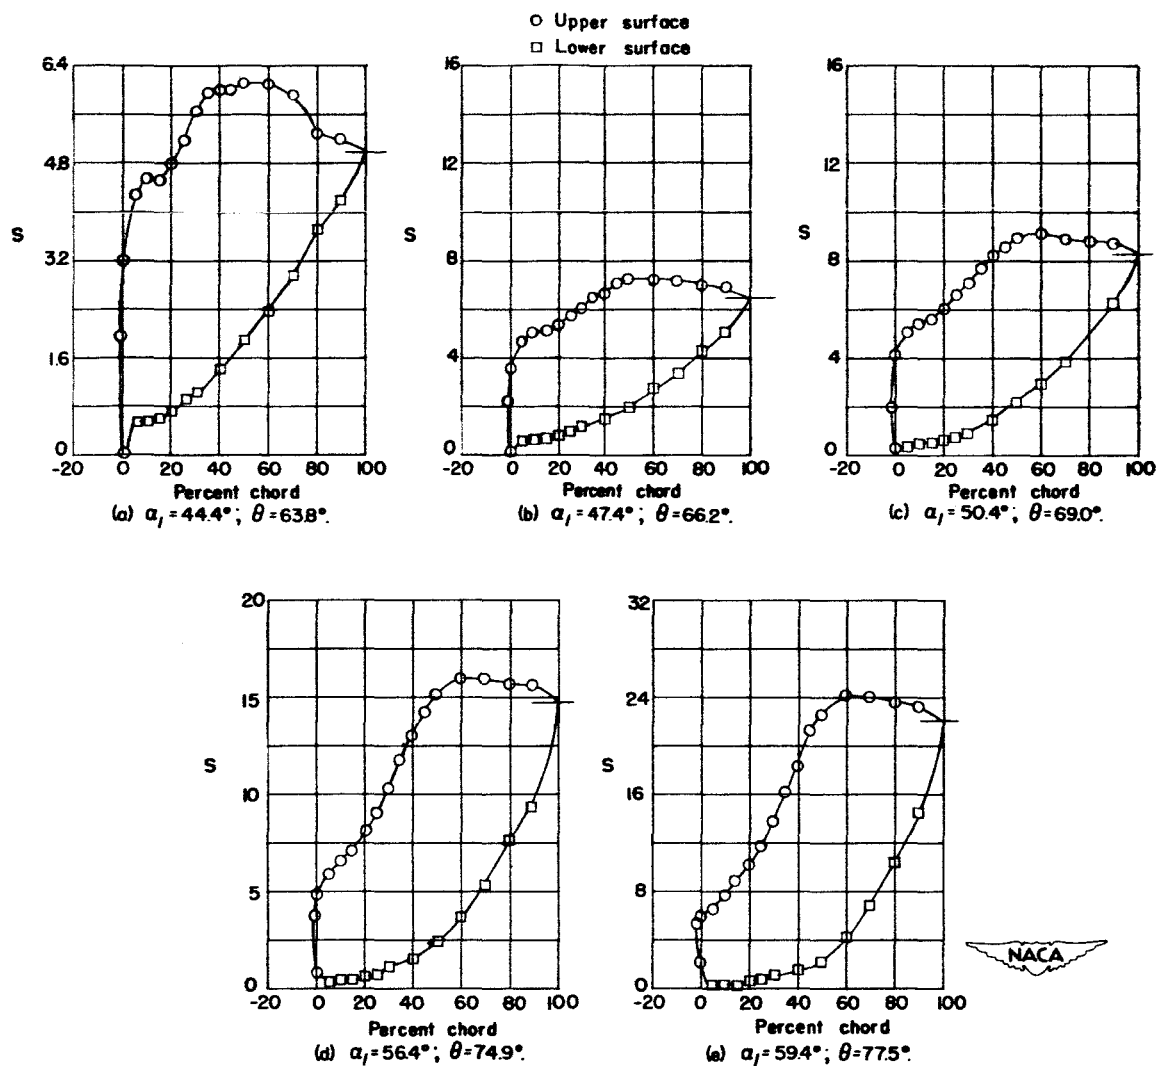 Upper surface
Lower surface
6.4
4.8
S
3.2
1.6
0
-20 0 20 40 60 80 100
Percent chord
(a) α₁ = 44.4°; θ = 63.8°.
16
12
S
8
4
0
-20 0 20 40 60 80 100
Percent chord
(b) α₁ = 47.4°; θ = 66.2°.
16
12
S
8
4
0
-20 0 20 40 60 80 100
Percent chord
(c) α₁ = 50.4°; θ = 69.0°.
20
15
S
10
5
0
-20 0 20 40 60 80 100
Percent chord
(d) α₁ = 56.4°; θ = 74.9°.
32
24
S
16
8
0
-20 0 20 40 60 80 100
Percent chord
(e) α₁ = 59.4°; θ = 77.5°.
NACA